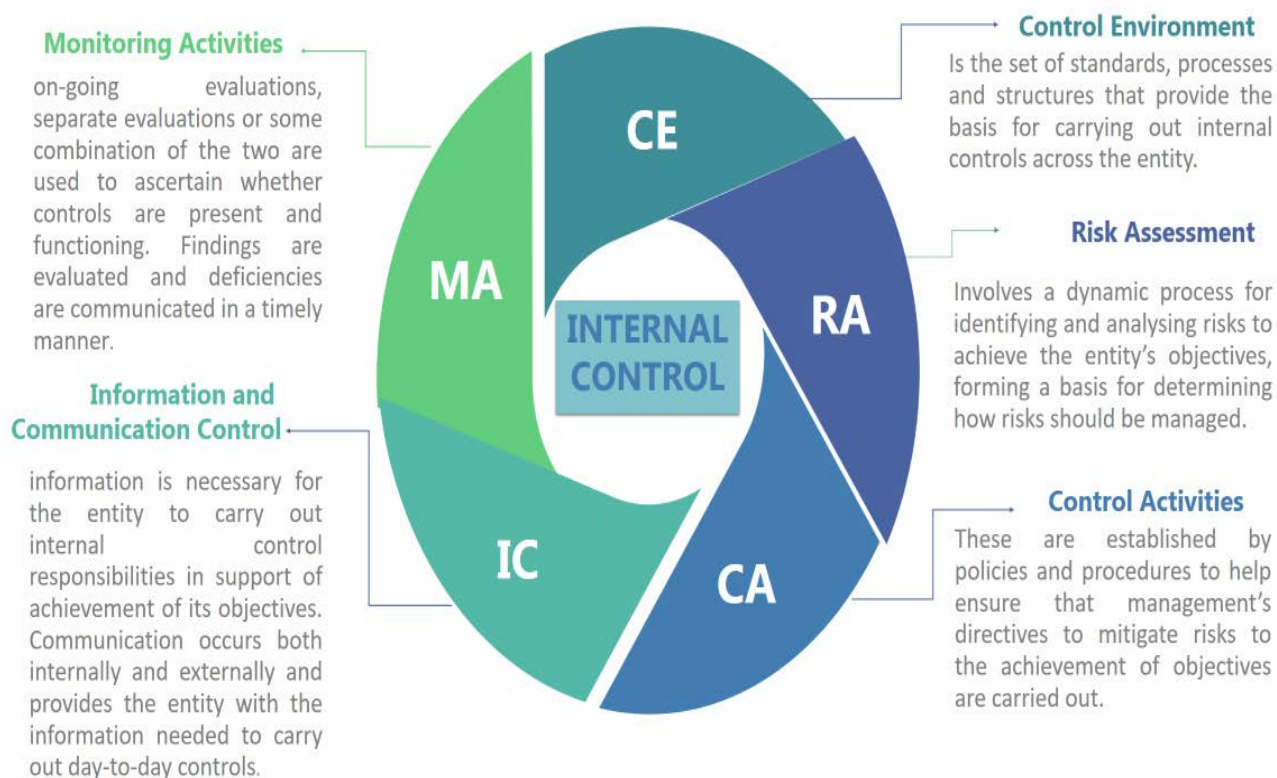 Monitoring Activities
on-going evaluations,
separate evaluations or some
combination of the two are
used to ascertain whether
controls are present and
functioning. Findings are
evaluated and deficiencies
are communicated in a timely
manner.
Information and
Communication Control
information is necessary for
the entity to carry out
internal control
responsibilities in support of
achievement of its objectives.
Communication occurs both
internally and externally and
provides the entity with the
information needed to carry
out day-to-day controls.
CE
RA
CA
IC
MA
INTERNAL
CONTROL
Control Environment
Is the set of standards, processes
and structures that provide the
basis for carrying out internal
controls across the entity.
Risk Assessment
Involves a dynamic process for
identifying and analysing risks to
achieve the entity's objectives,
forming a basis for determining
how risks should be managed.
Control Activities
These are established by
policies and procedures to help
ensure that management's
directives to mitigate risks to
the achievement of objectives
are carried out.